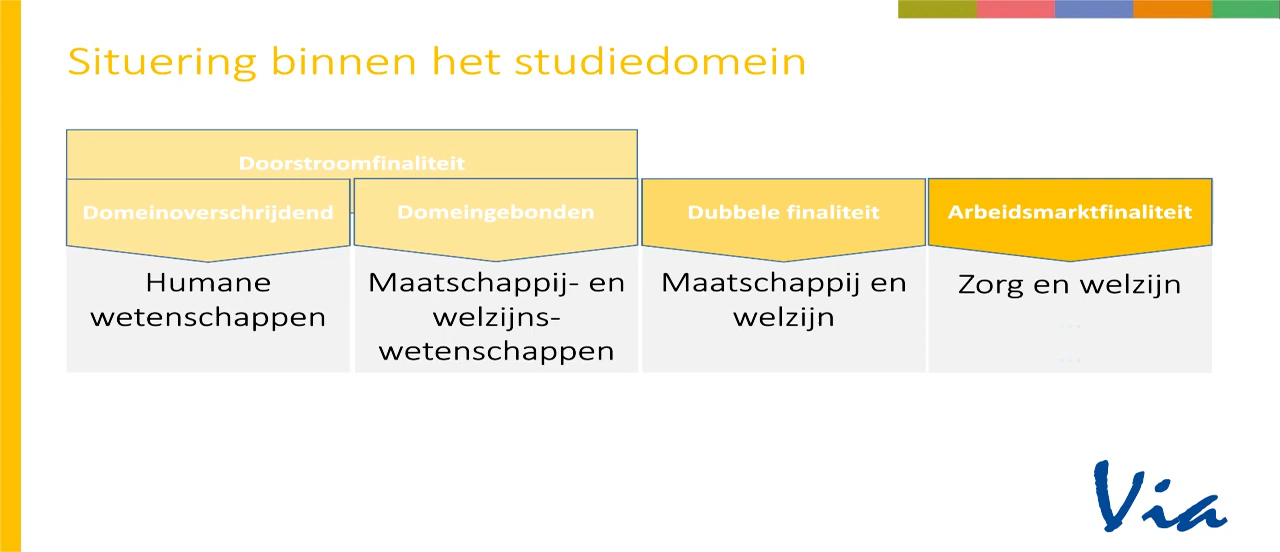 Situering binnen het studiedomein
Doorstroomfinaliteit
Domeinoverschrijdend
Domeingebonden
Dubbele finaliteit
Arbeidsmarktfinaliteit
Humane
wetenschappen
Maatschappij- en
welzijns-
wetenschappen
Maatschappij en
welzijn
Zorg en welzijn
...
...
Via